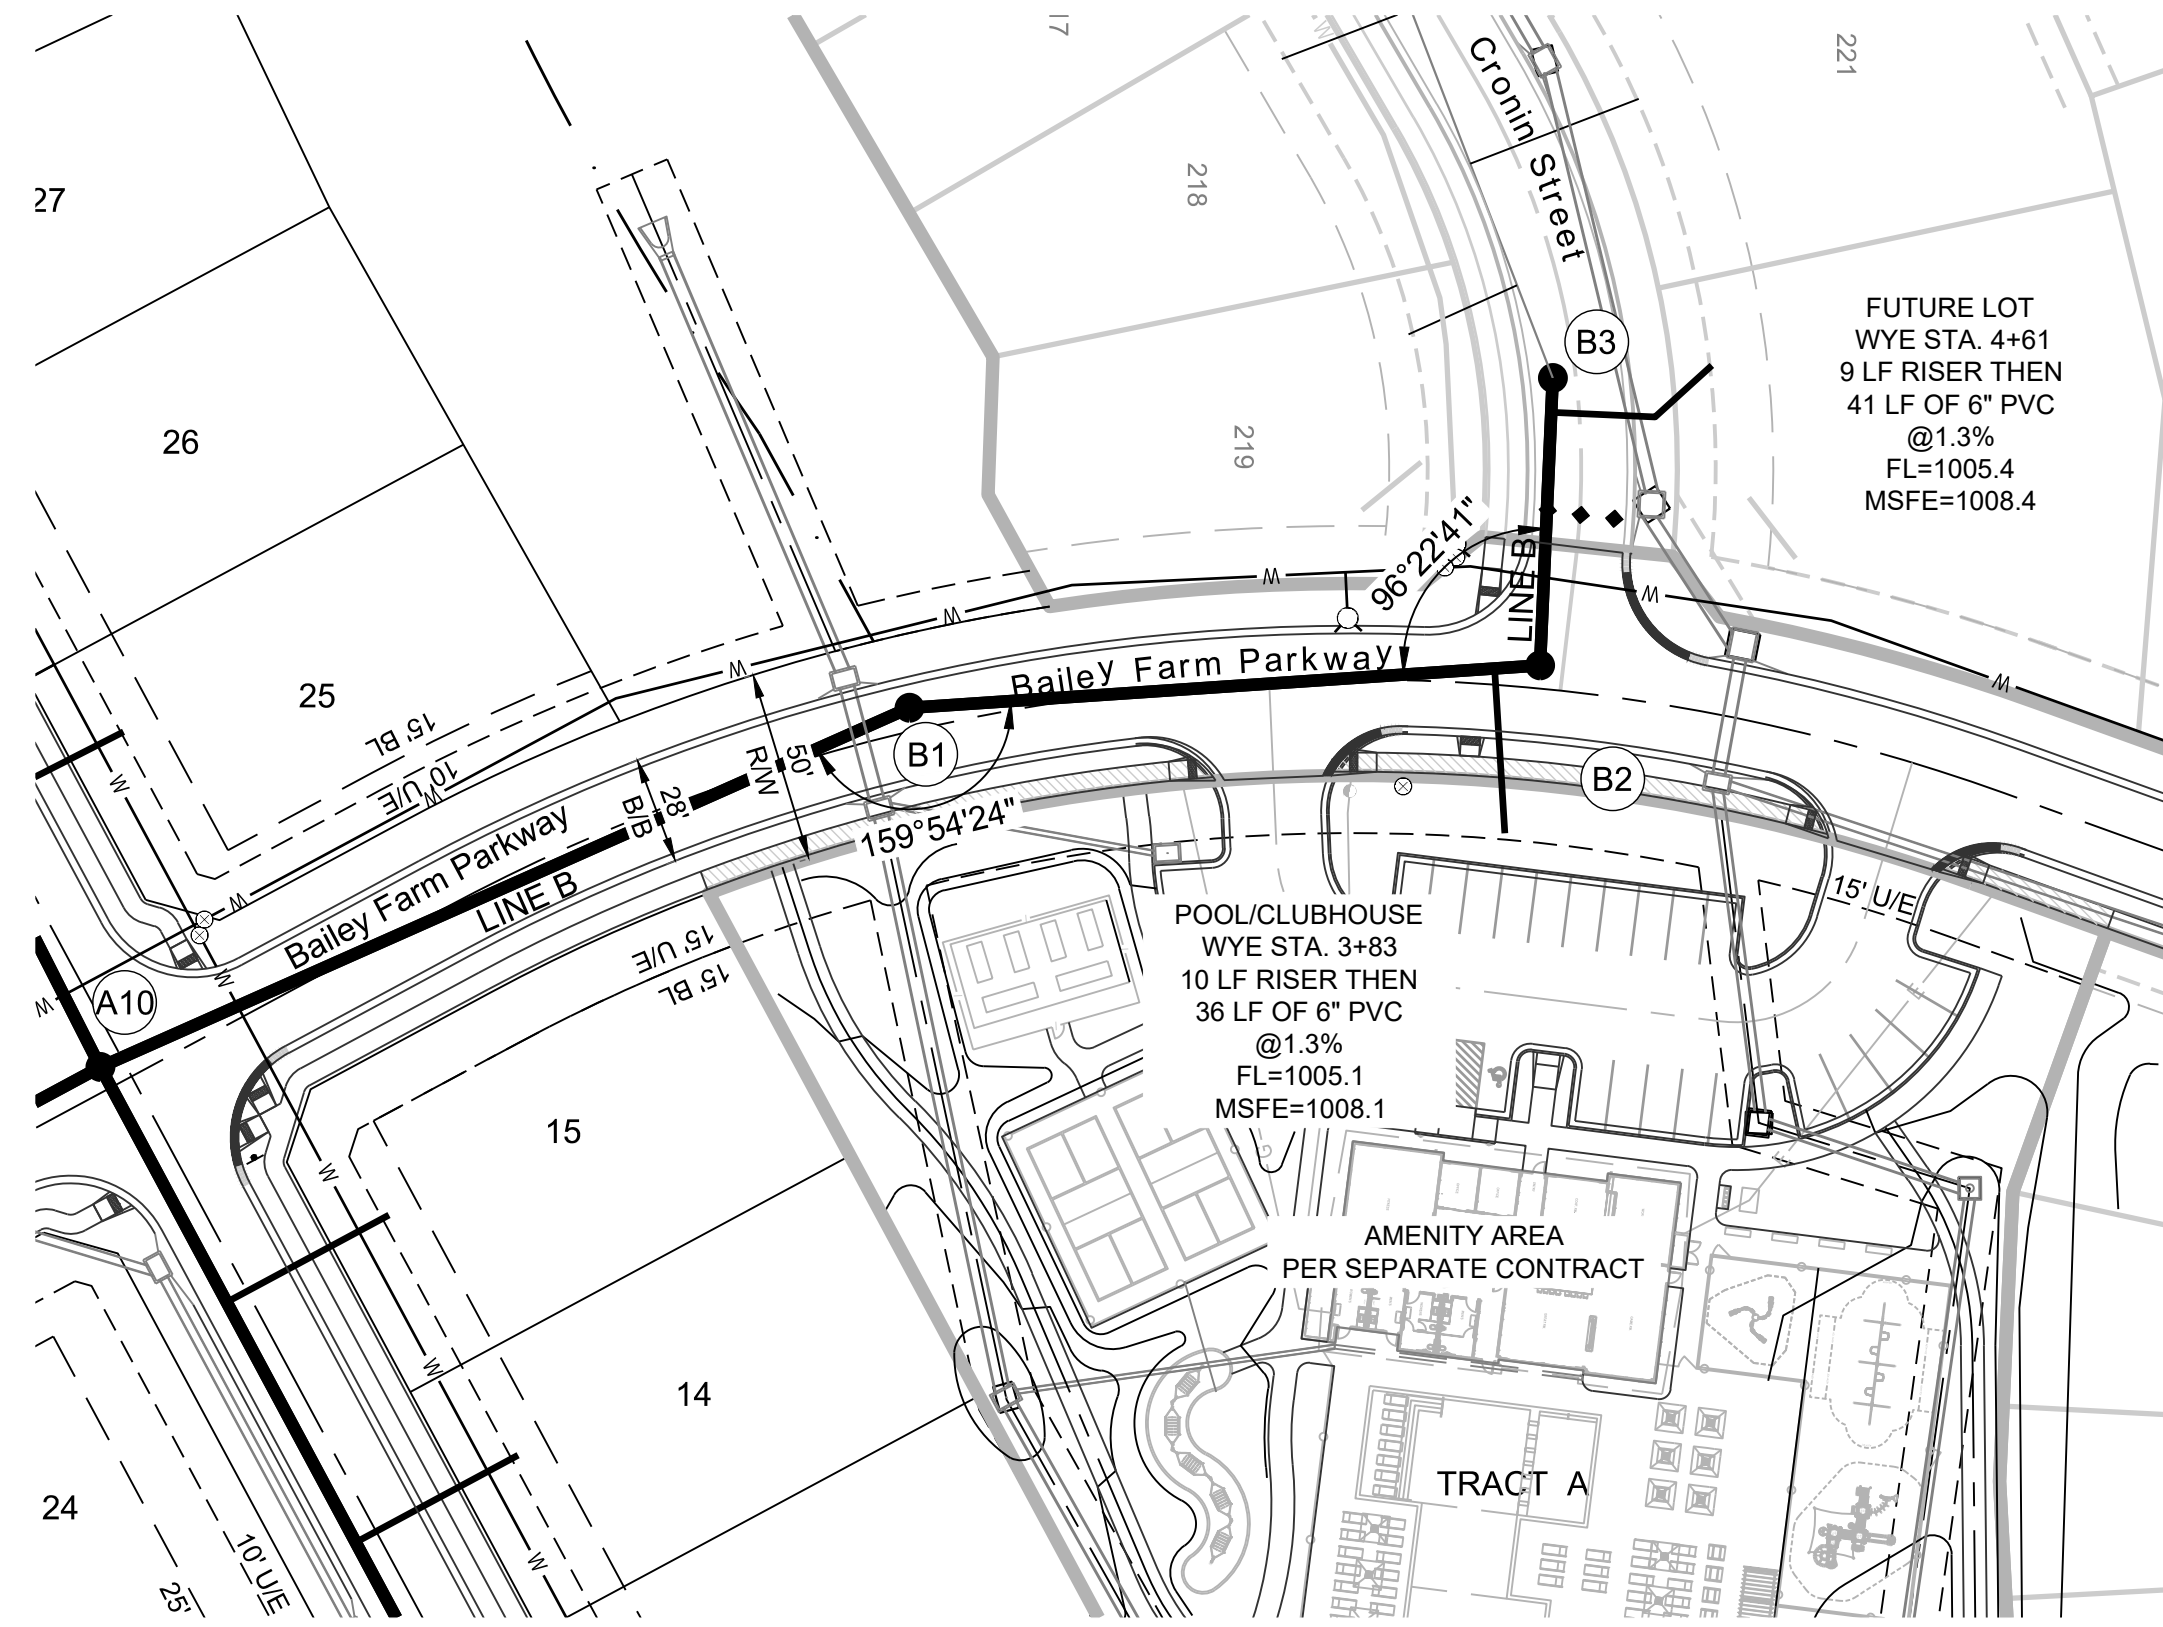 17
221
Cronin Street
27
218
FUTURE LOT
WYE STA. 4+61
9 LF RISER THEN
41 LF OF 6" PVC
@1.3%
FL=1005.4
MSFE=1008.4
B3
26
219
96°22'41"
LINE B
W
W
W
W
W
Bailey Farm Parkway
25
15' BL
10' U/E
W
W
50'
R/W
B1
B2
28'
B/B
159°54'24"
Bailey Farm Parkway
LINE B
W
15' U/E
15' U/E
15' BL
POOL/CLUBHOUSE
WYE STA. 3+83
10 LF RISER THEN
36 LF OF 6" PVC
@1.3%
FL=1005.1
MSFE=1008.1
A10
W
W
15
W
AMENITY AREA
PER SEPARATE CONTRACT
W
14
TRACT A
24
10' U/E
25'
W